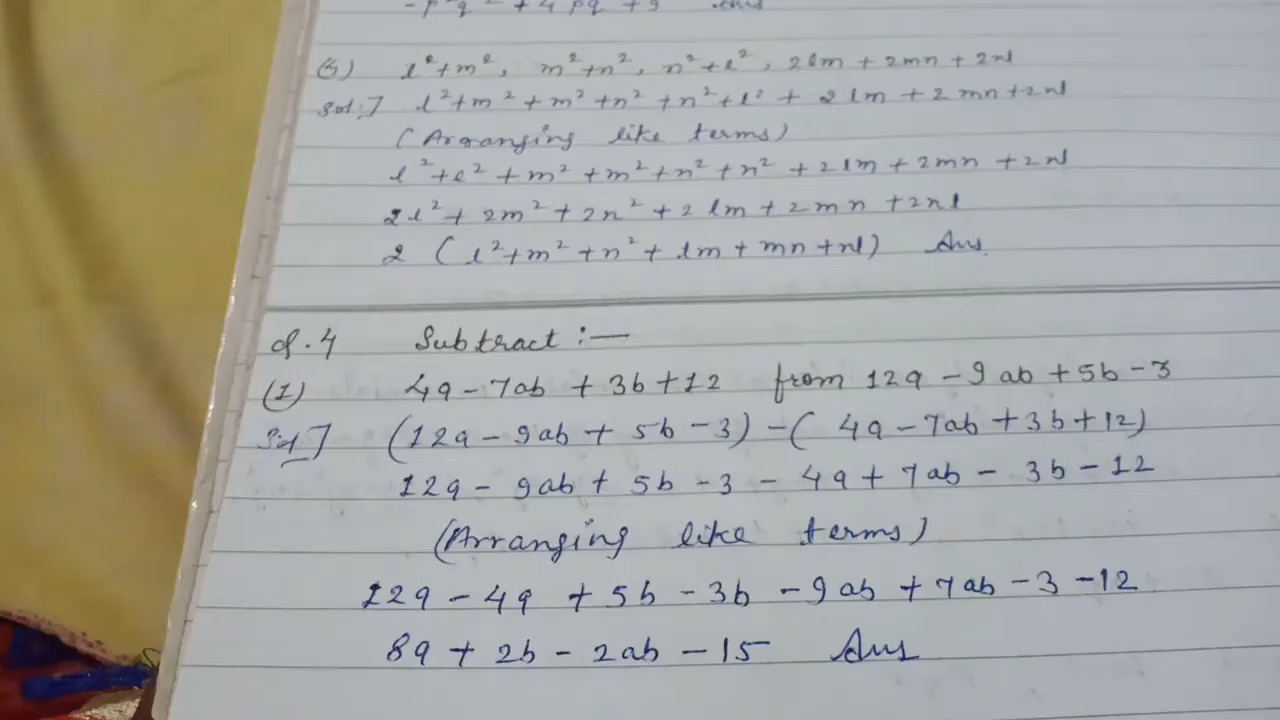 - p²q² + 4pq + 9 Ans
(5) l²+m², m²+n², n²+l², 2lm + 2mn + 2nl
Sol:] l²+m²+m²+n²+n²+l² + 2lm + 2mn+2nl
(Arranging like terms)
l²+l²+m²+m²+n²+n²+2lm+2mn+2nl
2l²+2m²+2n²+2lm+2mn+2nl
2 (l²+m²+n²+lm+mn+nl) Ans.
Q.4 Subtract :—
(1) 4a - 7ab + 3b + 12 from 12a - 9ab + 5b - 3
Sol] (12a - 9ab + 5b - 3) - (4a - 7ab + 3b + 12)
12a - 9ab + 5b - 3 - 4a + 7ab - 3b - 12
(Arranging like terms)
12a - 4a + 5b - 3b - 9ab + 7ab - 3 - 12
8a + 2b - 2ab - 15 Ans